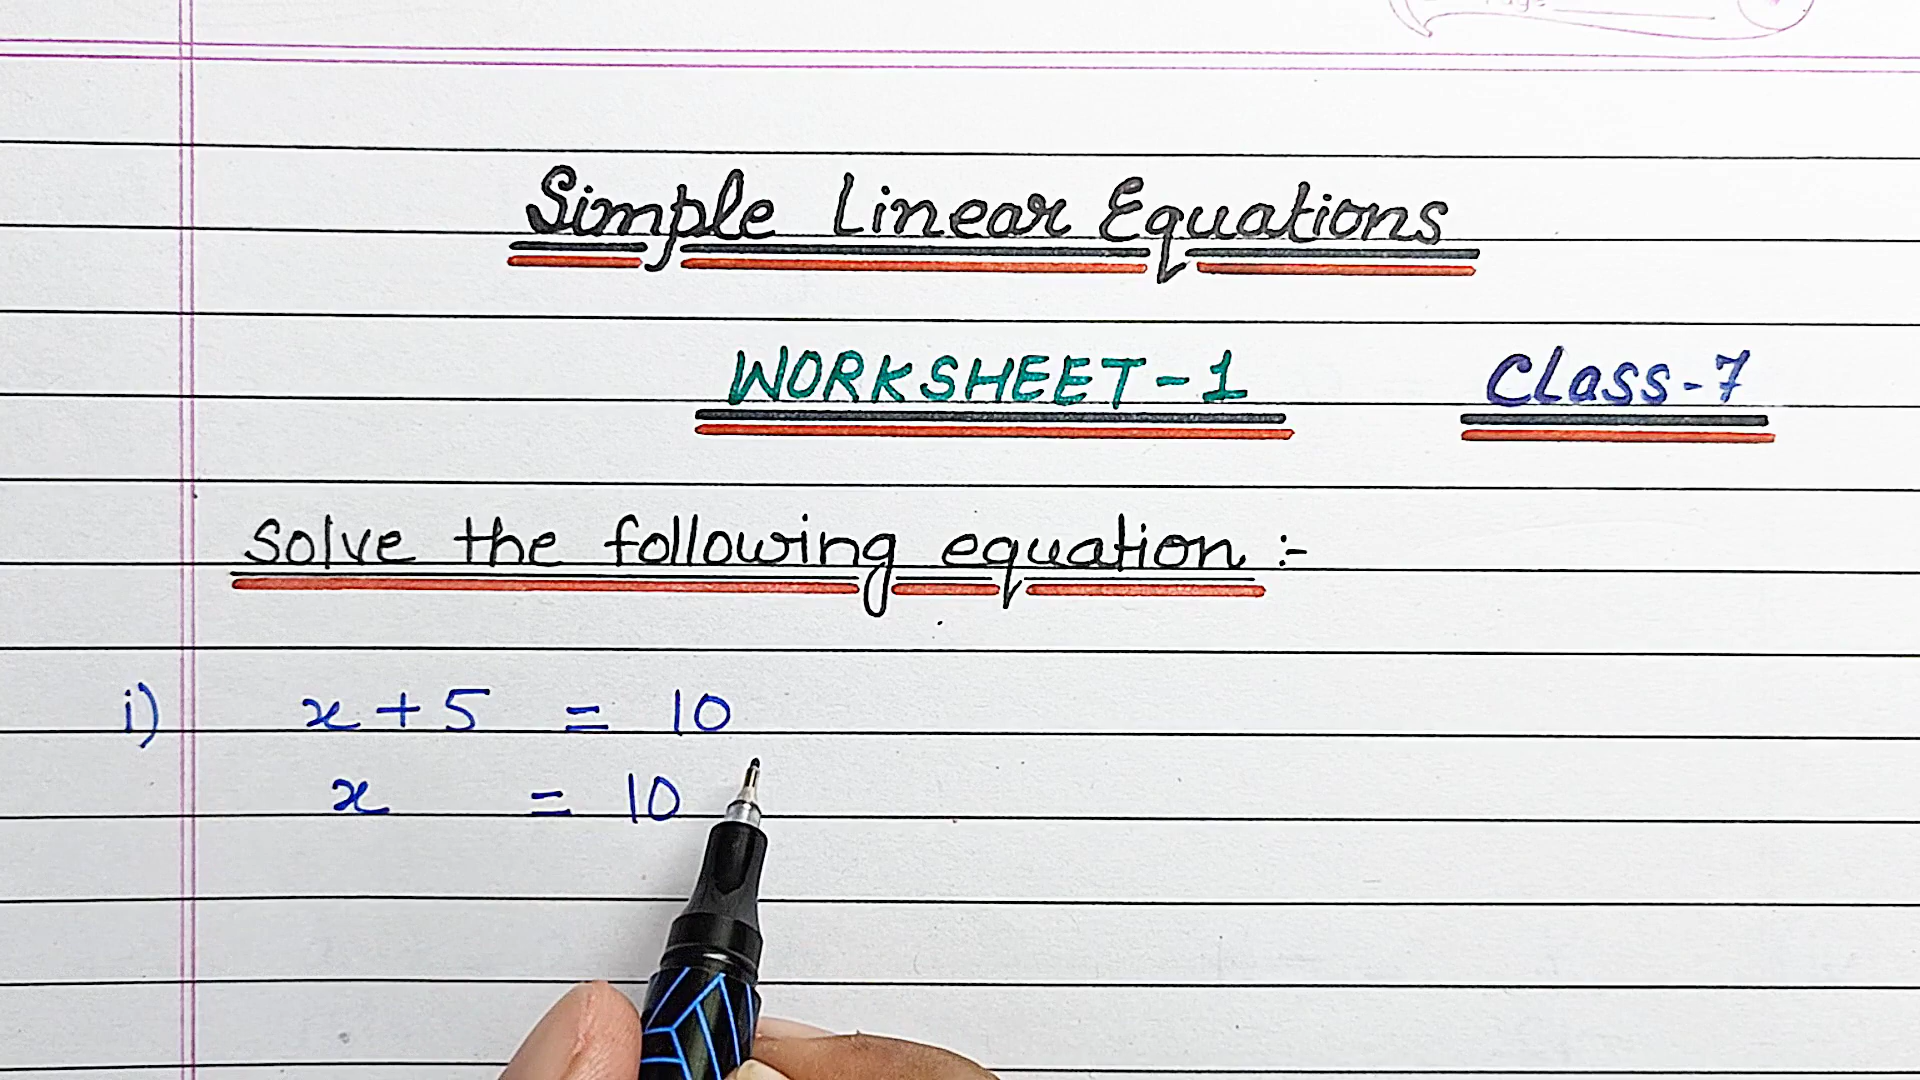 Simple Linear Equations
WORKSHEET-1 Class-7
solve the following equation :-
i) x + 5 = 10
x = 10